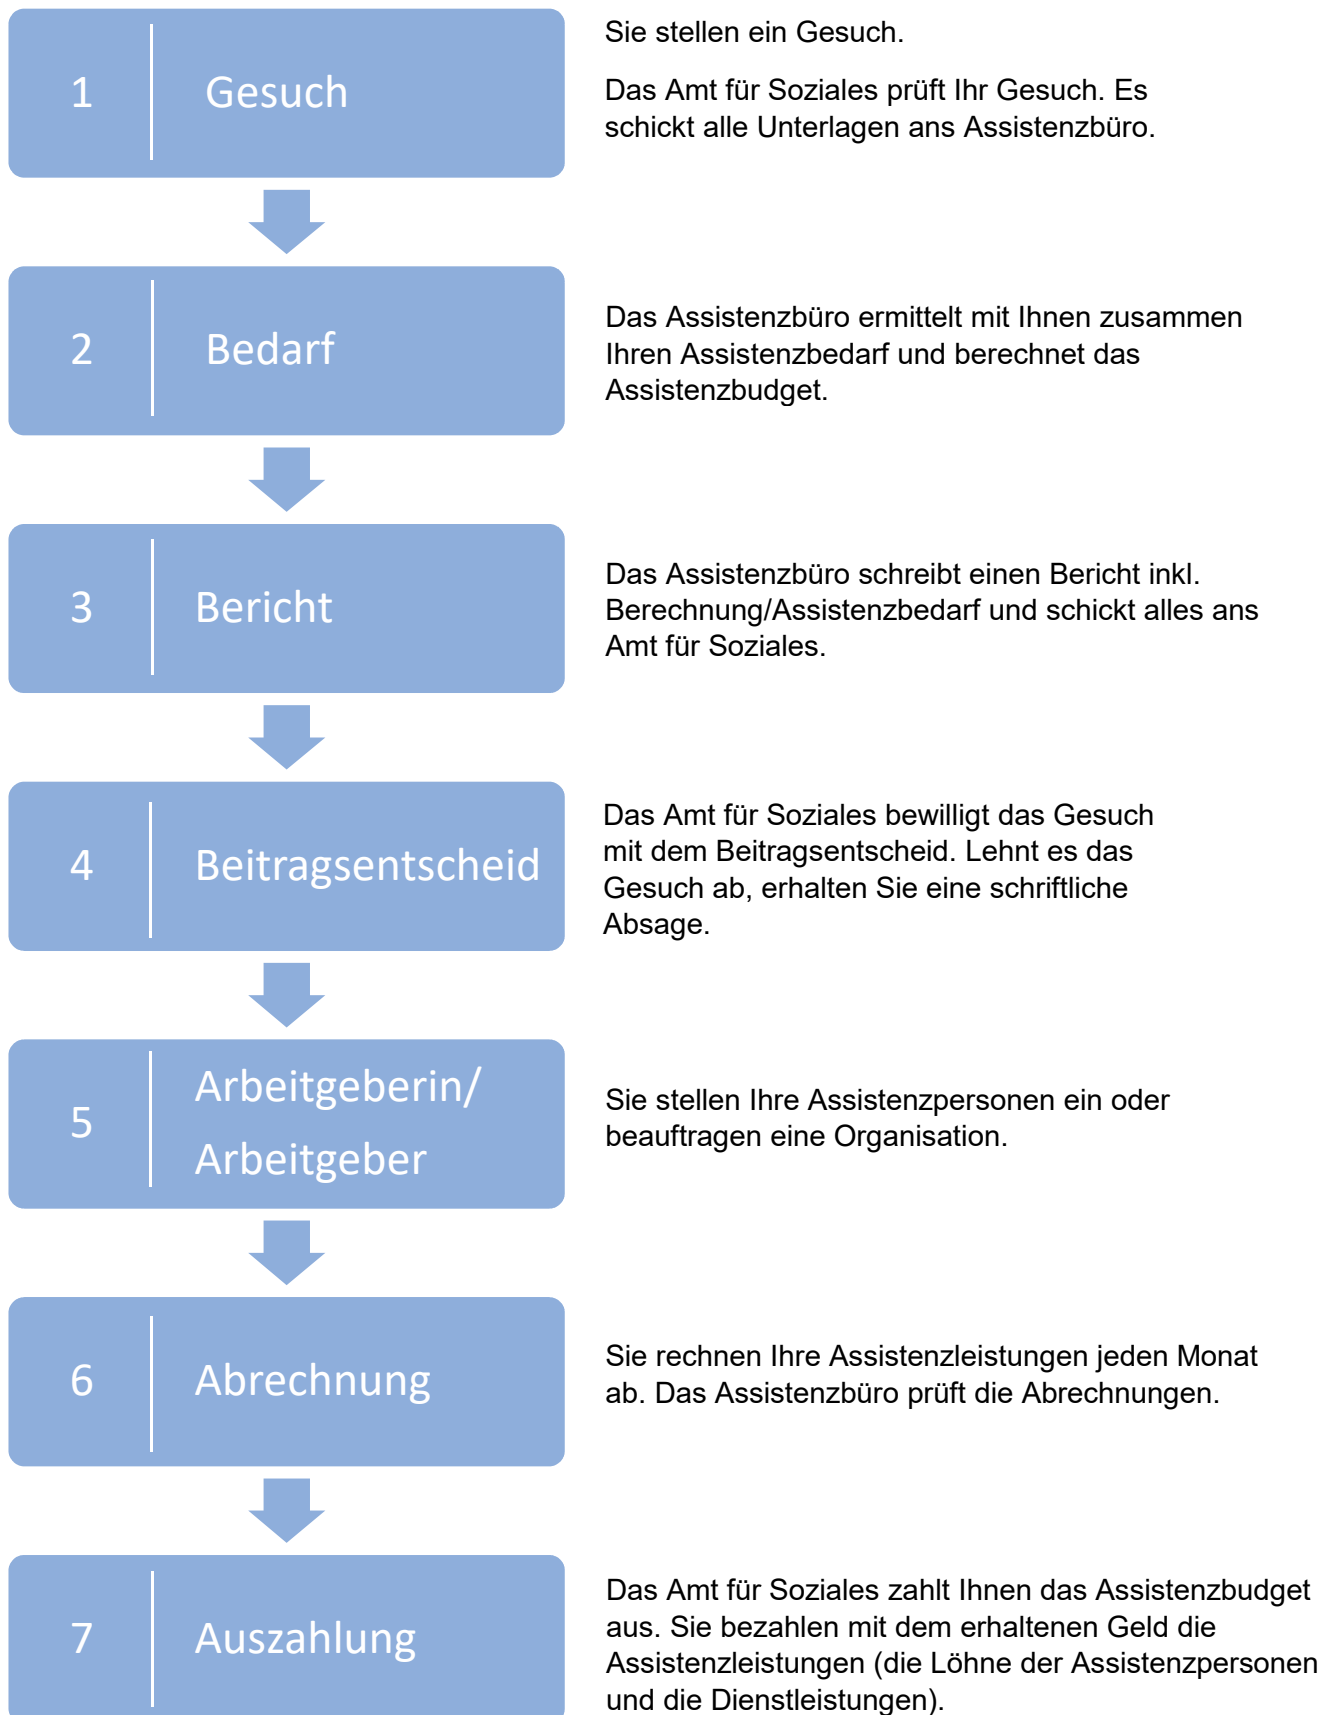 1
Gesuch
Sie stellen ein Gesuch.
Das Amt für Soziales prüft Ihr Gesuch. Es
schickt alle Unterlagen ans Assistenzbüro.
2
Bedarf
Das Assistenzbüro ermittelt mit Ihnen zusammen
Ihren Assistenzbedarf und berechnet das
Assistenzbudget.
3
Bericht
Das Assistenzbüro schreibt einen Bericht inkl.
Berechnung/Assistenzbedarf und schickt alles ans
Amt für Soziales.
4
Beitragsentscheid
Das Amt für Soziales bewilligt das Gesuch
mit dem Beitragsentscheid. Lehnt es das
Gesuch ab, erhalten Sie eine schriftliche
Absage.
5
Arbeitgeberin/
Arbeitgeber
Sie stellen Ihre Assistenzpersonen ein oder
beauftragen eine Organisation.
6
Abrechnung
Sie rechnen Ihre Assistenzleistungen jeden Monat
ab. Das Assistenzbüro prüft die Abrechnungen.
7
Auszahlung
Das Amt für Soziales zahlt Ihnen das Assistenzbudget
aus. Sie bezahlen mit dem erhaltenen Geld die
Assistenzleistungen (die Löhne der Assistenzpersonen
und die Dienstleistungen).